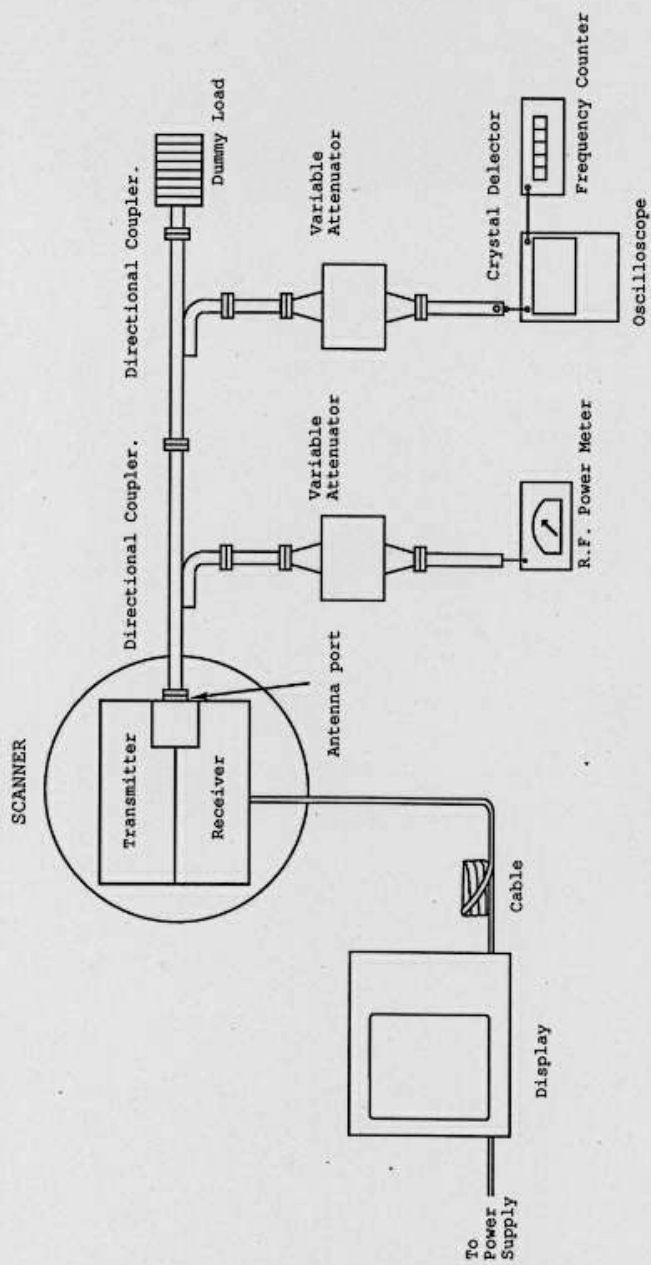 SCANNER
Transmitter
Receiver
Antenna port
Directional Coupler.
Directional Coupler.
Dummy Load
Variable
Attenuator
Variable
Attenuator
R.F. Power Meter
Crystal Delector
Oscilloscope
Frequency Counter
Cable
Display
To
Power
Supply